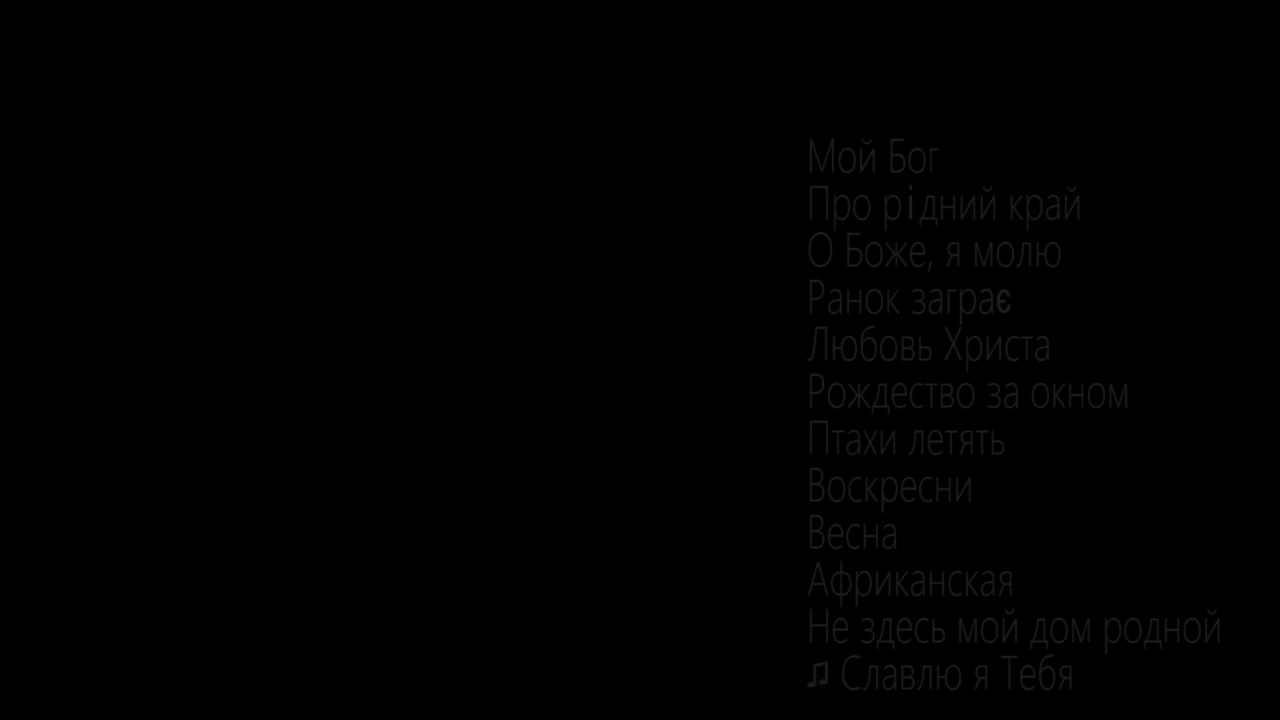 Мой Бог
Про рідний край
О Боже, я молю
Ранок заграє
Любовь Христа
Рождество за окном
Птахи летять
Воскресни
Весна
Африканская
Не здесь мой дом родной
♫ Славлю я Тебя